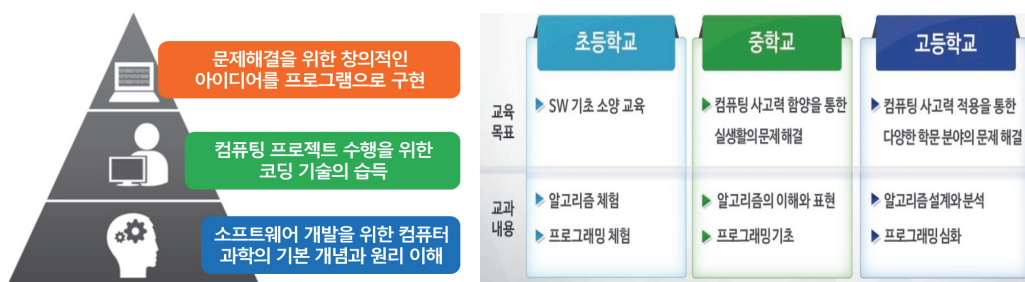 문제해결을 위한 창의적인
아이디어를 프로그램으로 구현
컴퓨팅 프로젝트 수행을 위한
코딩 기술의 습득
소프트웨어 개발을 위한 컴퓨터
과학의 기본 개념과 원리 이해
초등학교
중학교
고등학교
교육
목표
SW 기초 소양 교육
컴퓨팅 사고력 함양을 통한
실생활의 문제 해결
컴퓨팅 사고력 적용을 통한
다양한 학문 분야의 문제 해결
교과
내용
알고리즘 체험
프로그래밍 체험
알고리즘의 이해와 표현
프로그래밍 기초
알고리즘 설계와 분석
프로그래밍 심화